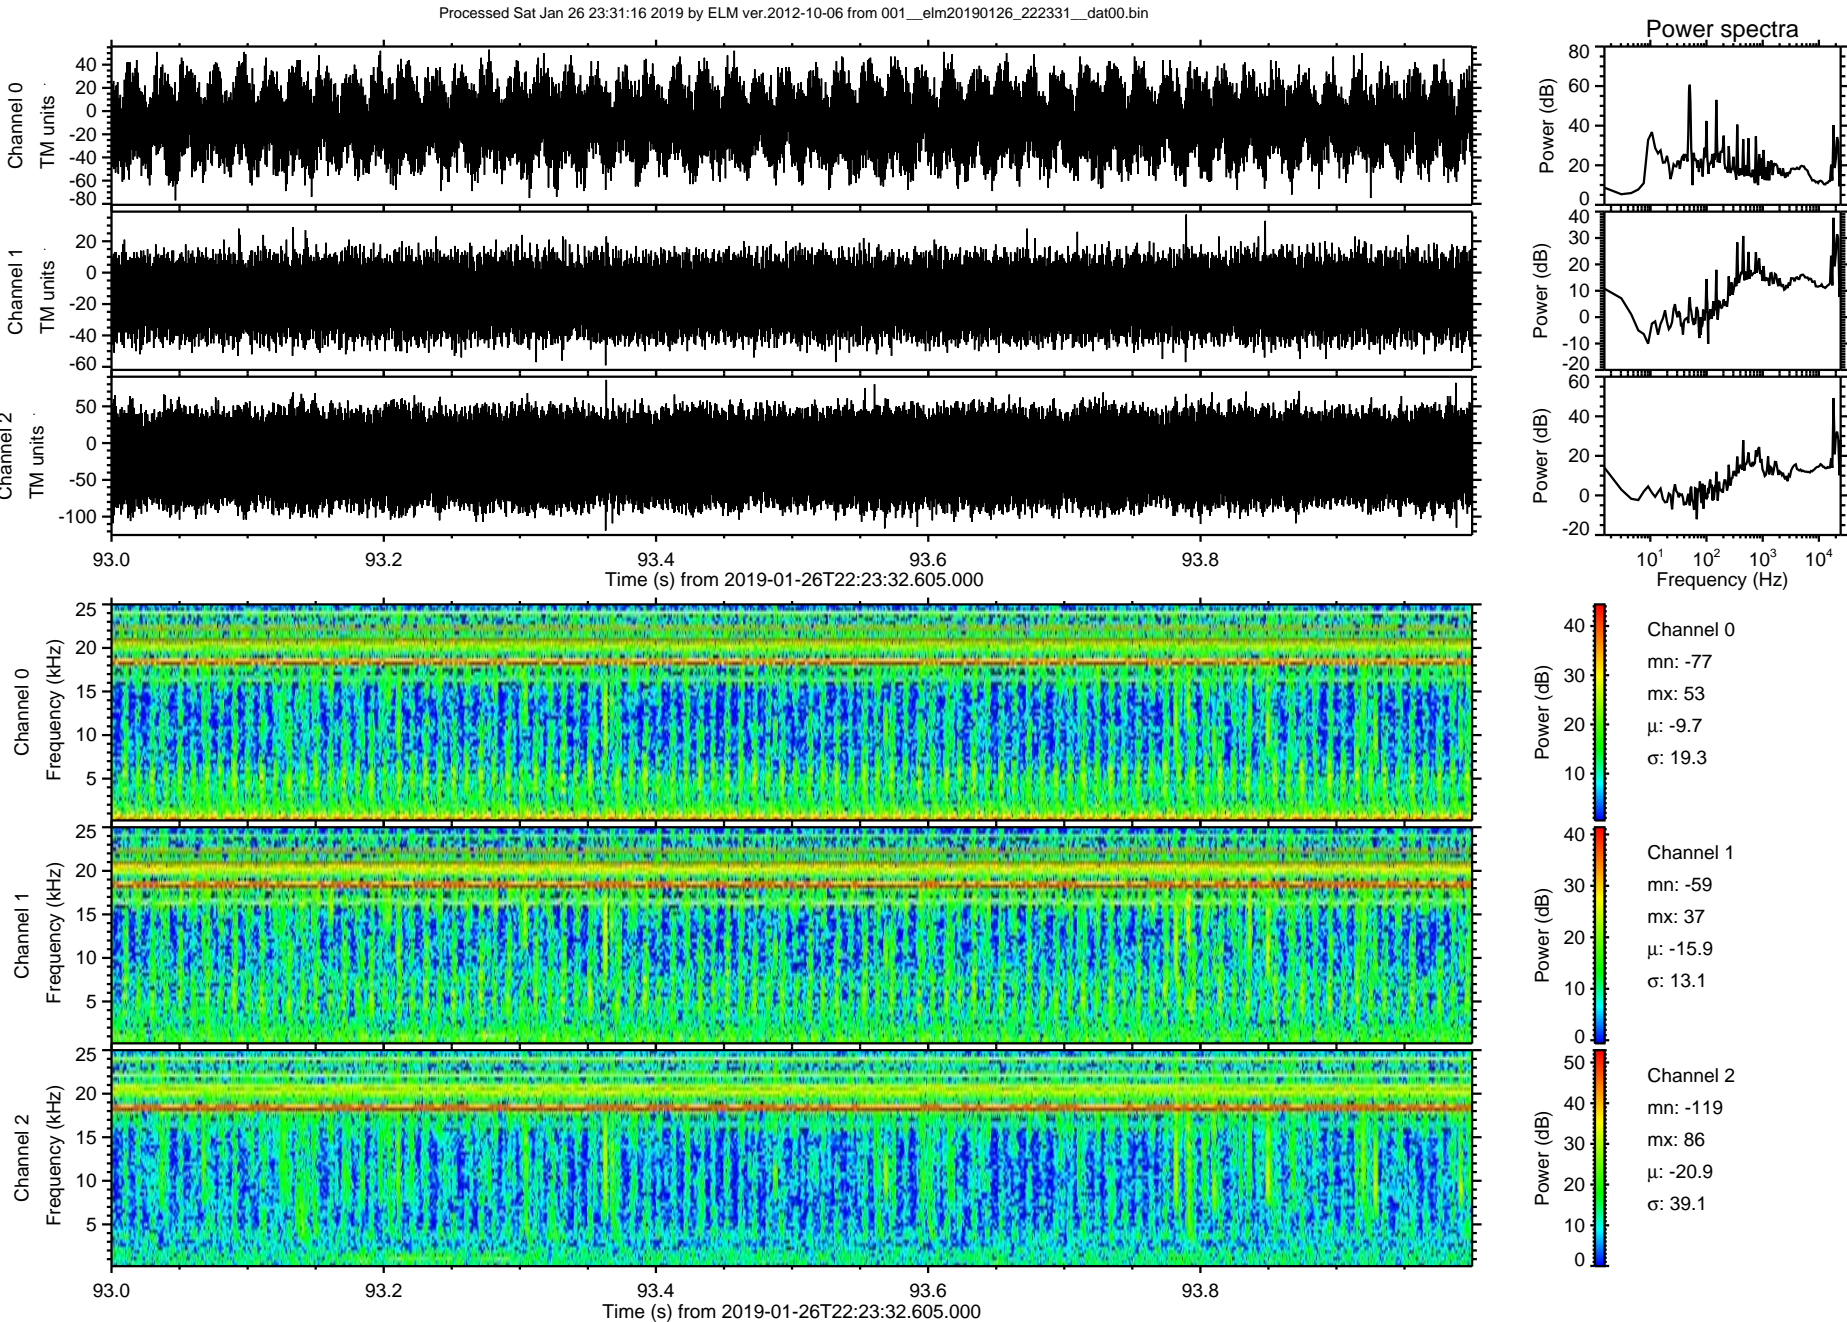 Processed Sat Jan 26 23:31:16 2019 by ELM ver.2012-10-06 from 001__elm20190126_222331__dat00.bin
Power spectra
Channel 0
TM units
40
20
0
-20
-40
-60
-80
Power (dB)
80
60
40
20
0
Channel 1
TM units
20
0
-20
-40
-60
Power (dB)
40
30
20
10
0
-10
-20
Channel 2
TM units
50
0
-50
-100
Power (dB)
60
40
20
0
-20
93.0 93.2 93.4 93.6 93.8
Time (s) from 2019-01-26T22:23:32.605.000
10^1 10^2 10^3 10^4
Frequency (Hz)
Channel 0
Frequency (kHz)
25
20
15
10
5
Power (dB)
40
30
20
10
Channel 0
mn: -77
mx: 53
μ: -9.7
σ: 19.3
Channel 1
Frequency (kHz)
25
20
15
10
5
Power (dB)
40
30
20
10
0
Channel 1
mn: -59
mx: 37
μ: -15.9
σ: 13.1
Channel 2
Frequency (kHz)
25
20
15
10
5
Power (dB)
50
40
30
20
10
0
Channel 2
mn: -119
mx: 86
μ: -20.9
σ: 39.1
93.0 93.2 93.4 93.6 93.8
Time (s) from 2019-01-26T22:23:32.605.000